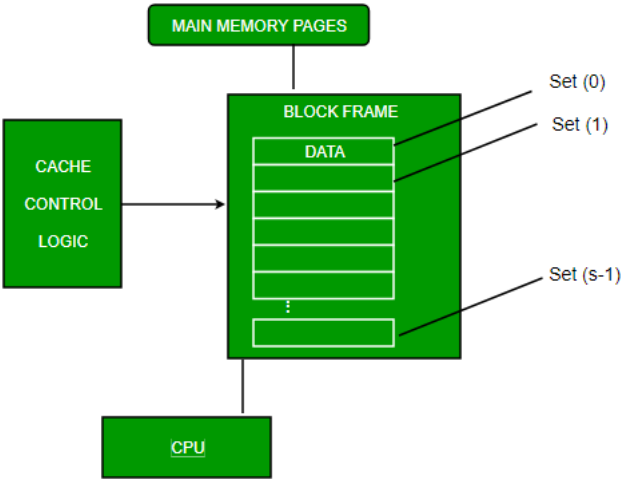 MAIN MEMORY PAGES
Set (0)
BLOCK FRAME
Set (1)
DATA
CACHE
CONTROL
LOGIC
Set (s-1)
CPU